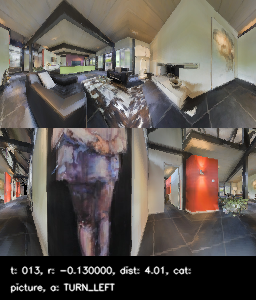 t: 013, r: −0.130000, dist: 4.01, cat:
picture, a: TURN_LEFT